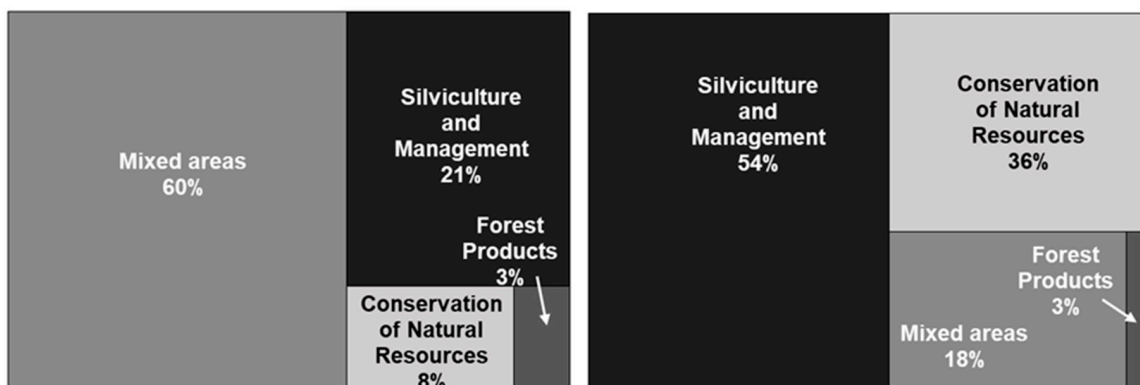 Mixed areas
60%
Silviculture
and
Management
21%
Forest
Products
3%
Conservation
of Natural
Resources
8%
Silviculture
and
Management
54%
Conservation
of Natural
Resources
36%
Forest
Products
3%
Mixed areas
18%